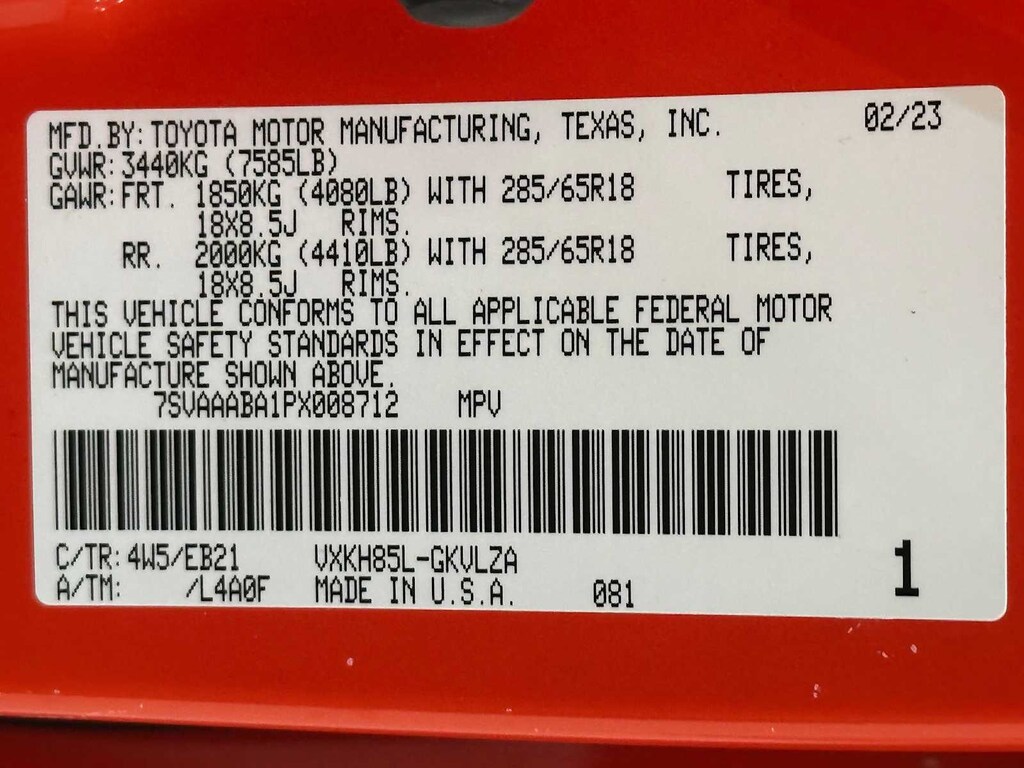 MFD.BY: TOYOTA MOTOR MANUFACTURING, TEXAS, INC. 02/23
GVWR: 3440KG (7585LB)
GAWR: FRT. 1850KG (4080LB) WITH 285/65R18 TIRES,
18X8.5J RIMS.
RR. 2000KG (4410LB) WITH 285/65R18 TIRES,
18X8.5J RIMS.
THIS VEHICLE CONFORMS TO ALL APPLICABLE FEDERAL MOTOR
VEHICLE SAFETY STANDARDS IN EFFECT ON THE DATE OF
MANUFACTURE SHOWN ABOVE.
7SVAAABA1PX008712 MPV
C/TR: 4W5/EB21 VXKH85L-GKVLZA
A/TM: /L4A0F MADE IN U.S.A. 081 1